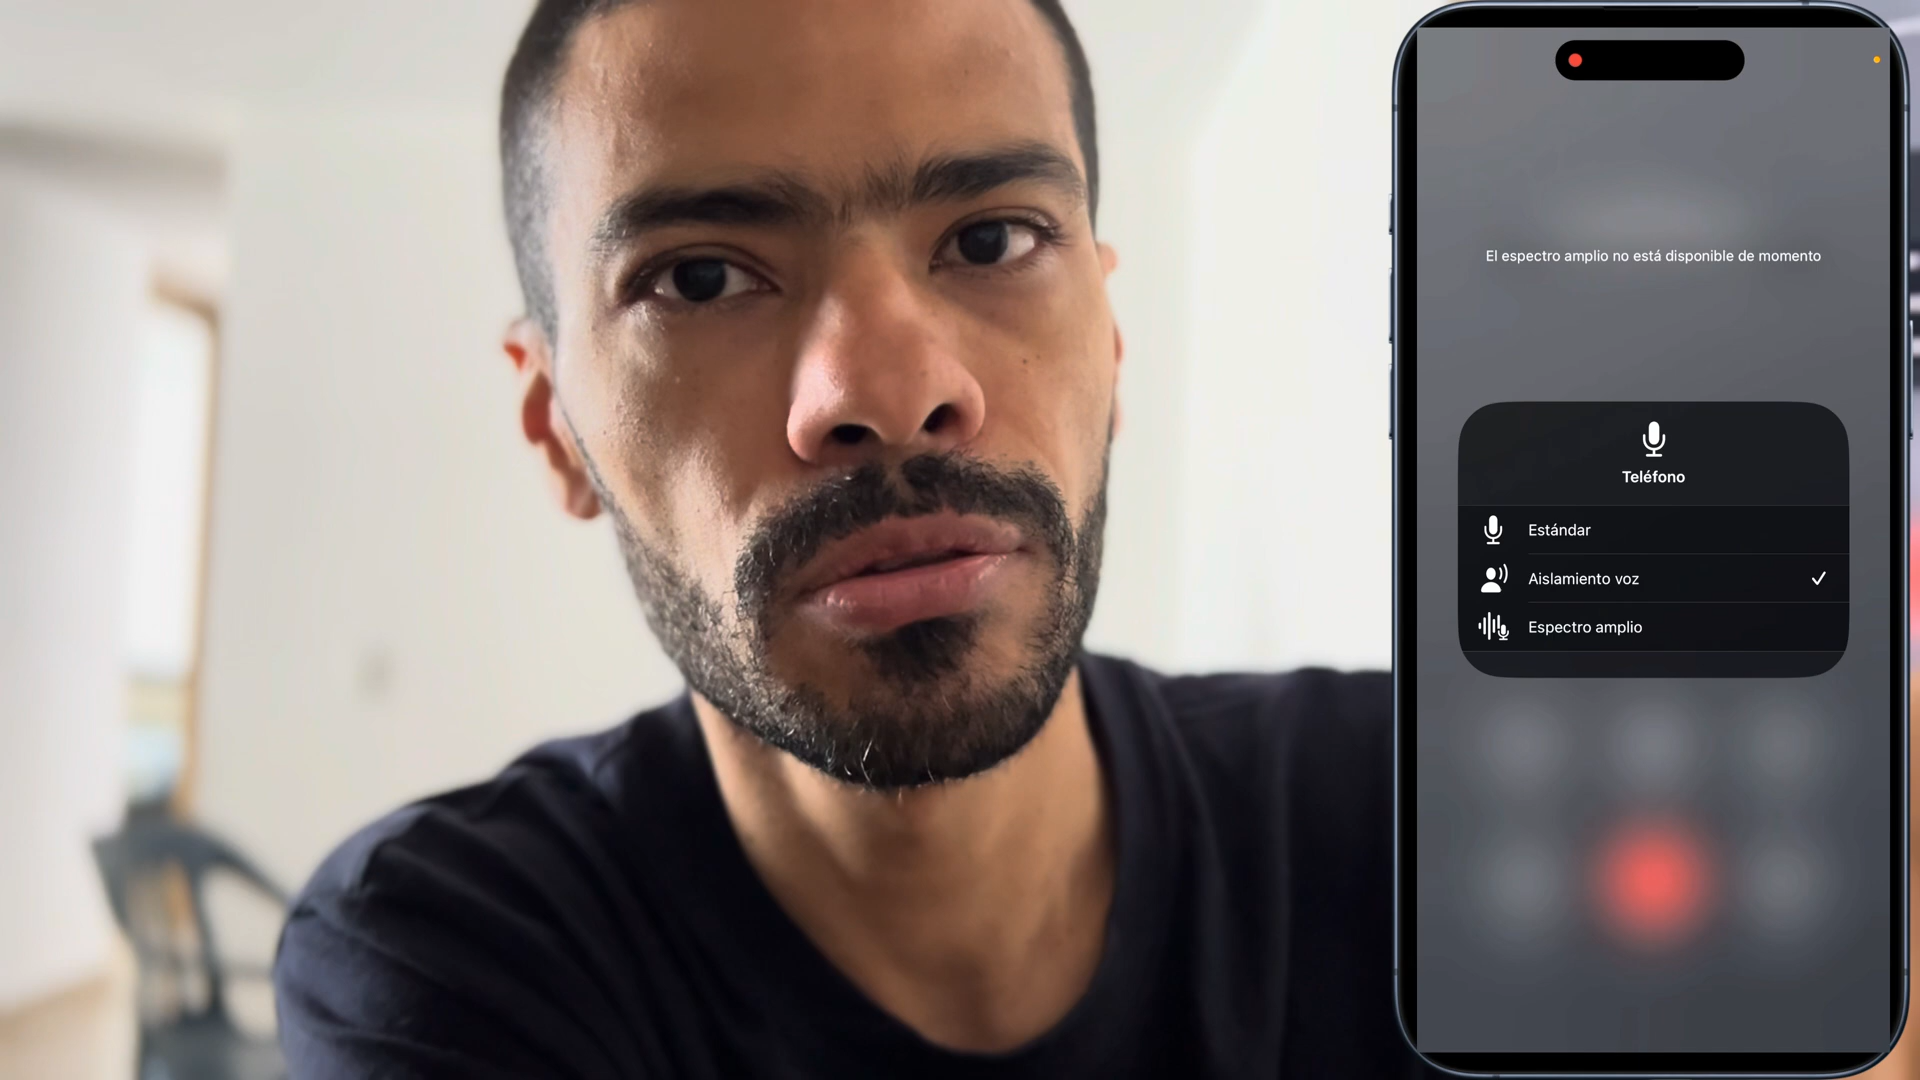 El espectro amplio no está disponible de momento
Teléfono
Estándar
Aislamiento voz
Espectro amplio